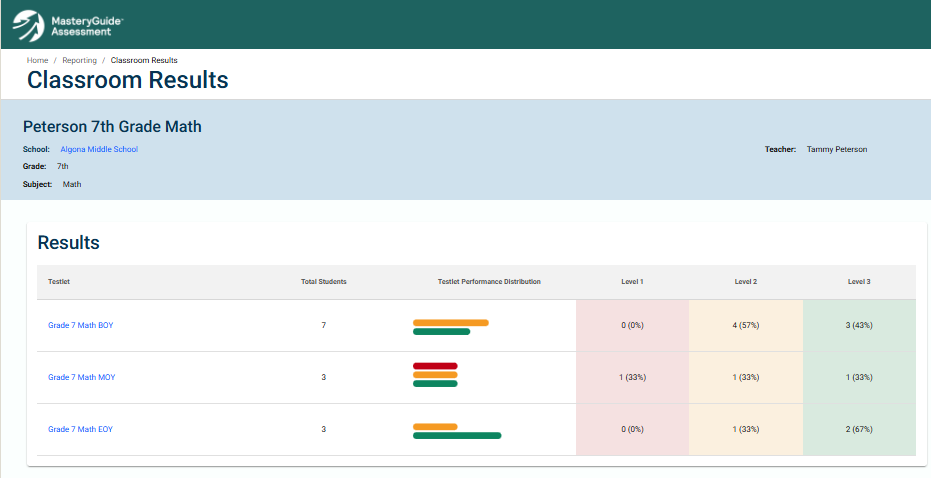 MasteryGuide™
Assessment
Home / Reporting / Classroom Results
Classroom Results
Peterson 7th Grade Math
School: Algona Middle School Teacher: Tammy Peterson
Grade: 7th
Subject: Math
Results
Testlet Total Students Testlet Performance Distribution Level 1 Level 2 Level 3
Grade 7 Math BOY 7 0 (0%) 4 (57%) 3 (43%)
Grade 7 Math MOY 3 1 (33%) 1 (33%) 1 (33%)
Grade 7 Math EOY 3 0 (0%) 1 (33%) 2 (67%)